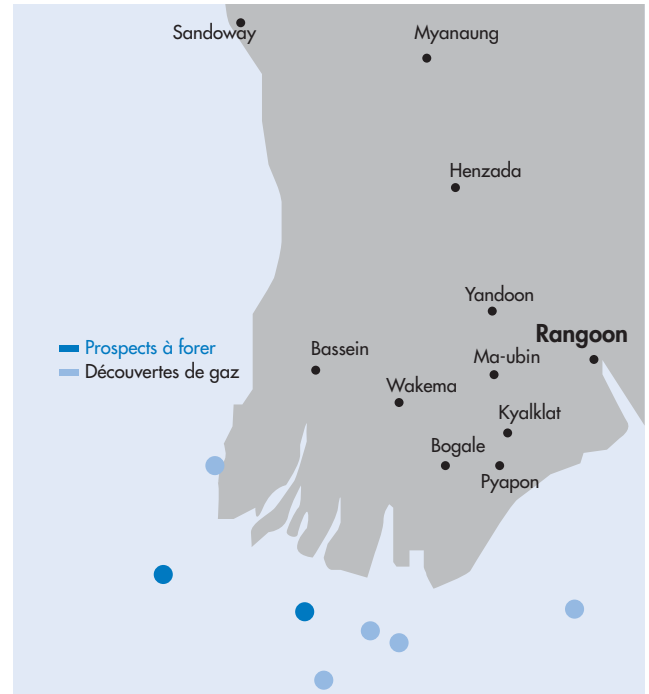 Sandoway
Myanaung
Henzada
Yandoon
Rangoon
Prospects à forer
Découvertes de gaz
Bassein
Ma-ubin
Wakema
Kyalklat
Bogale
Pyapon